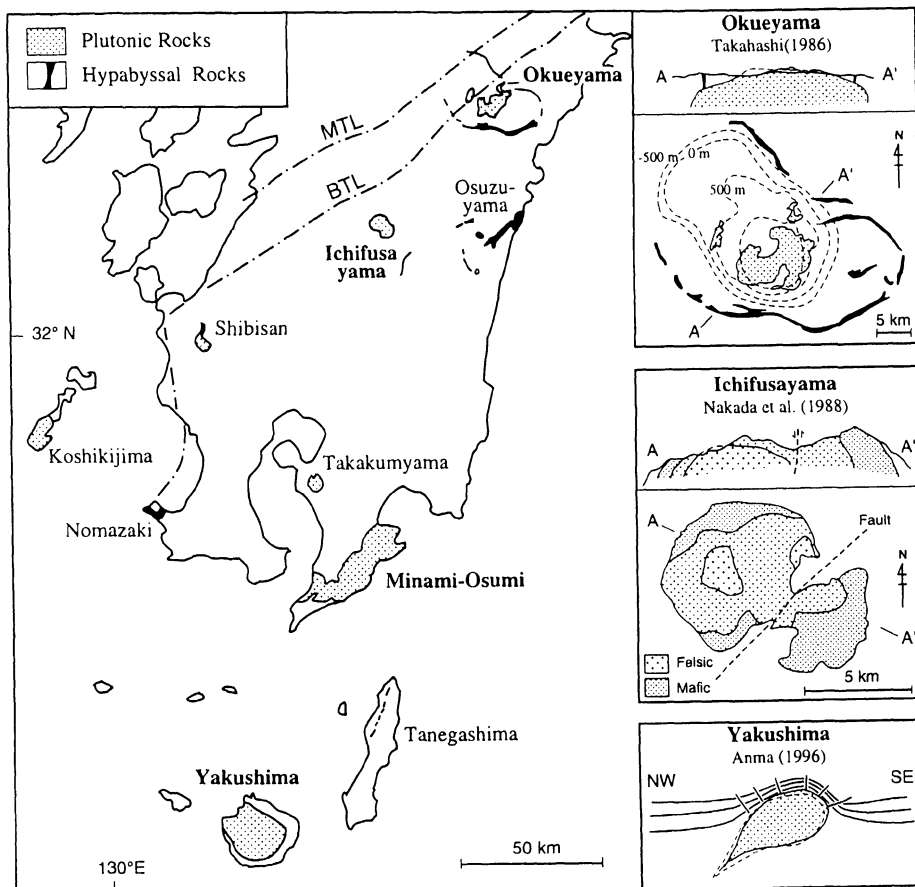 Plutonic Rocks
Hypabyssal Rocks
Okueyama
MTL
BTL
Osuzu-
yama
Ichifusa
yama
32° N
Shibisan
Koshikijima
Takakumyama
Nomazaki
Minami-Osumi
Tanegashima
Yakushima
130°E
50 km
Okueyama
Takahashi(1986)
A
A'
-500 m
0 m
500 m
N
A'
A
5 km
Ichifusayama
Nakada et al. (1988)
A
A'
A
Fault
N
A'
Felsic
Mafic
5 km
Yakushima
Anma (1996)
NW
SE